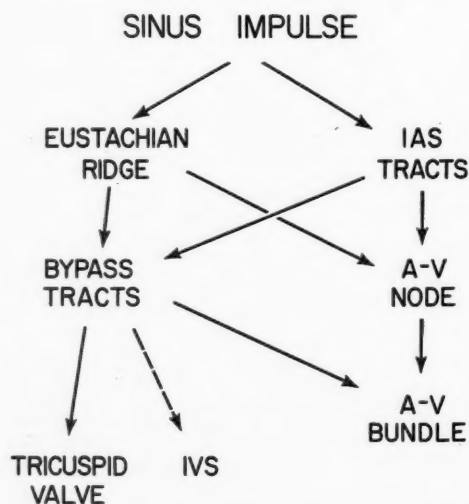 SINUS IMPULSE
EUSTACHIAN
RIDGE
IAS
TRACTS
BYPASS
TRACTS
A-V
NODE
A-V
BUNDLE
TRICUSPID
VALVE
IVS